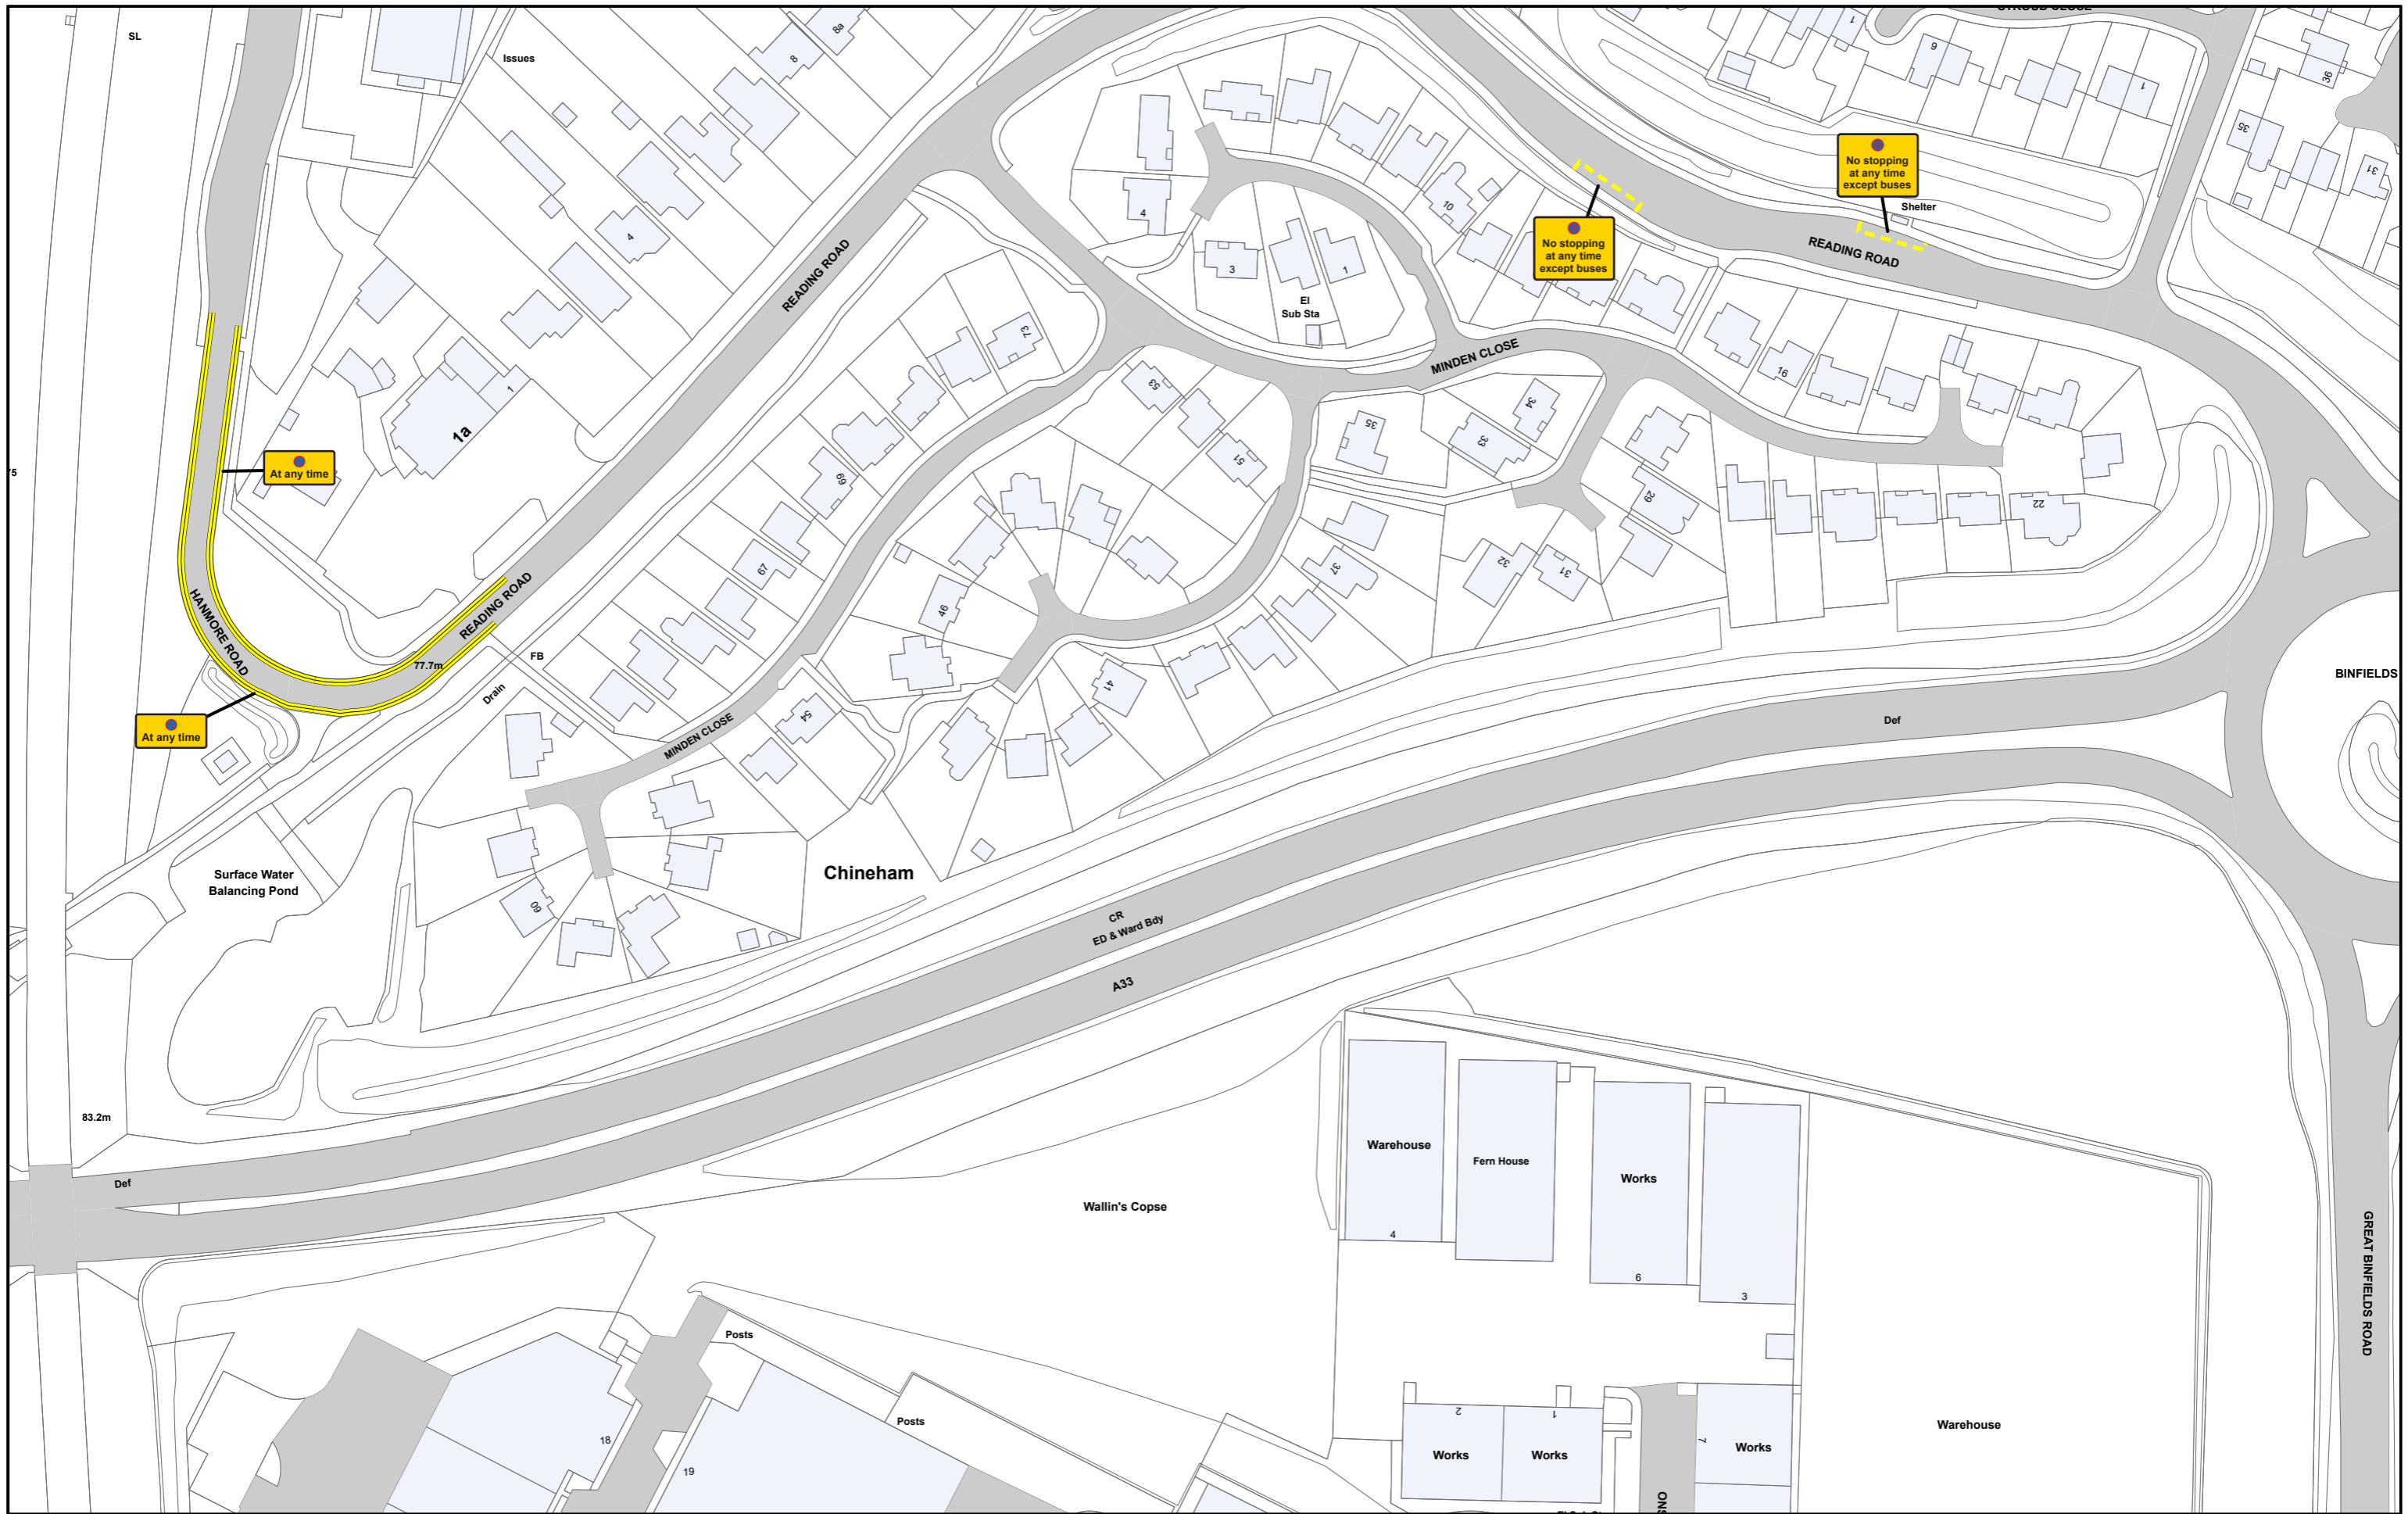 SL
Issues
8
8a
1
9
1
36
35
31
No stopping
at any time
except buses
Shelter
4
10
No stopping
at any time
except buses
READING ROAD
READING ROAD
4
3
1
El
Sub Sta
73
MINDEN CLOSE
16
53
34
1
1a
35
33
51
At any time
69
29
22
67
37
32
31
HANMORE ROAD
READING ROAD
46
77.7m
FB
Drain
41
54
BINFIELDS
At any time
MINDEN CLOSE
Def
Surface Water
Balancing Pond
Chineham
60
CR
ED & Ward Bdy
A33
83.2m
Def
Warehouse
Fern House
Works
Wallin's Copse
4
6
3
GREAT BINFIELDS ROAD
Posts
Posts
18
19
2
1
7
Works
Works
Works
Warehouse